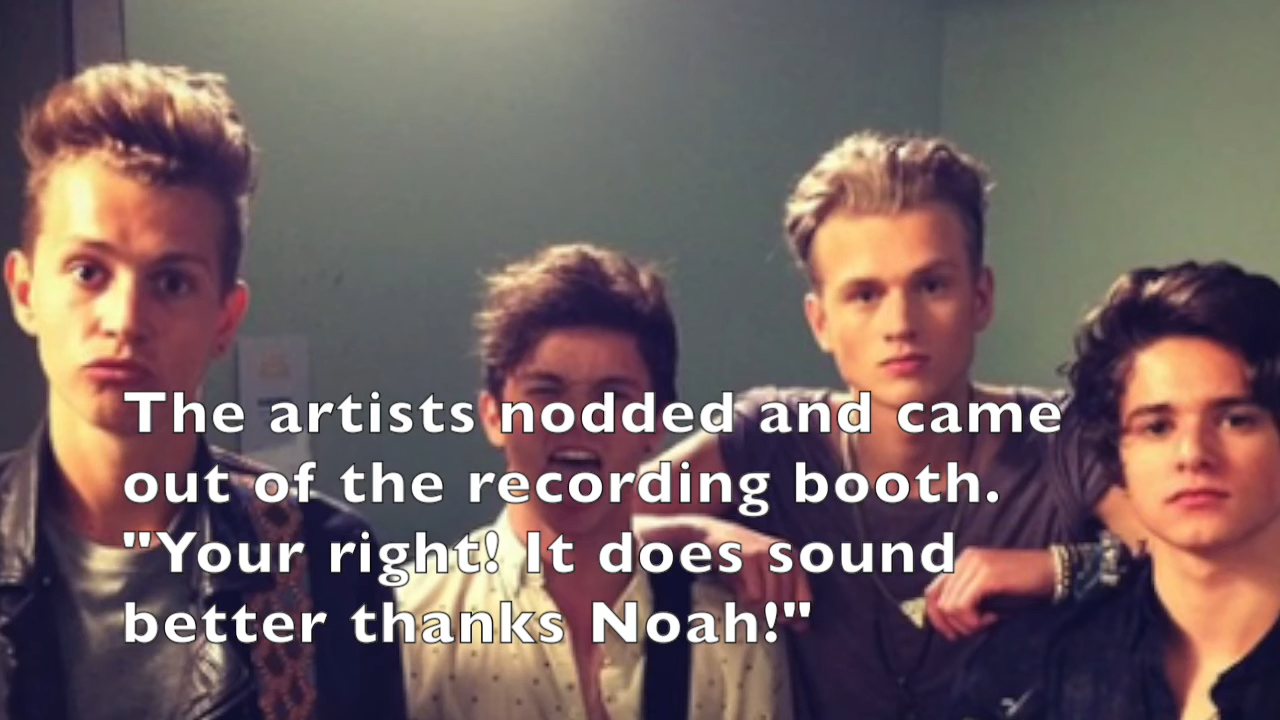 The artists nodded and came
out of the recording booth.
"Your right! It does sound
better thanks Noah!"